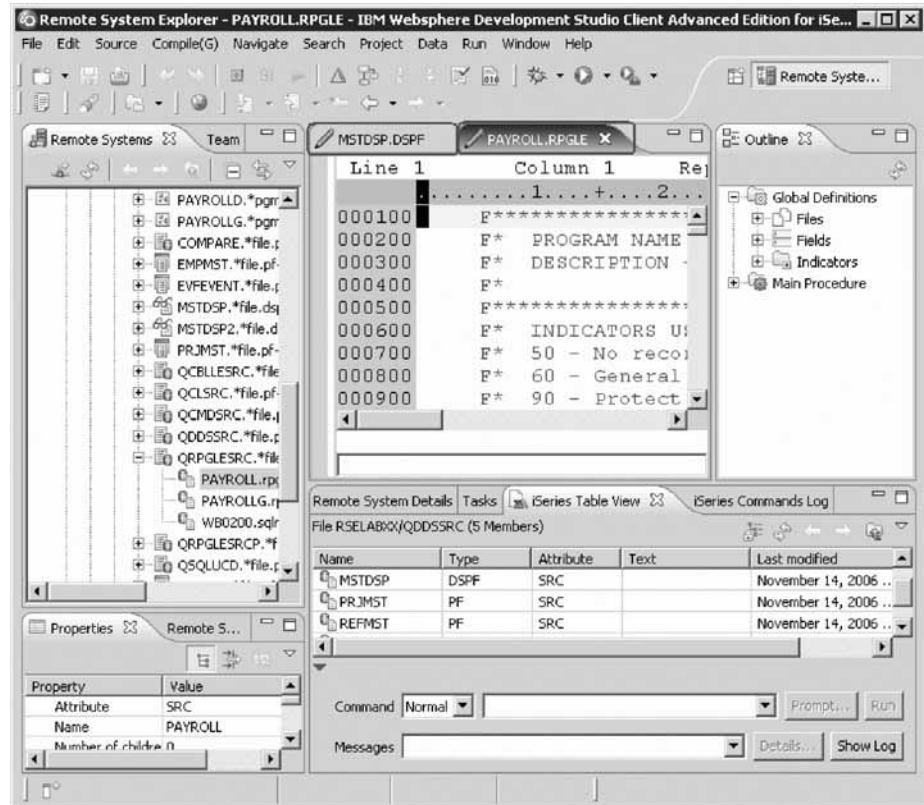 Remote System Explorer - PAYROLL.RPGLE - IBM Websphere Development Studio Client Advanced Edition for iSe...
File Edit Source Compile(G) Navigate Search Project Data Run Window Help
Remote Syste...
Remote Systems Team
PAYROLLD.*pgm
PAYROLLG.*pgm
COMPARE.*file.p
EMPMST.*file.pf-
EVFEVENT.*file.p
MSTDSP.*file.dsp
MSTDSP2.*file.d
PRJMST.*file.pf-
QCBLLESRC.*file
QCLSRC.*file.pf-
QCMDSRC.*file.p
QDDSSRC.*file.p
QRPGLESRC.*file
PAYROLL.rpg
PAYROLLG.r
WB0200.sqlr
QRPGLESRCP.*f
QSQLUCD.*file.p
MSTDSP.DSPF PAYROLL.RPGLE
Line 1 Column 1 Rep
.........1....+....2...
000100 F*****************
000200 F* PROGRAM NAME
000300 F* DESCRIPTION -
000400 F*
000500 F*****************
000600 F* INDICATORS US
000700 F* 50 - No recor
000800 F* 60 - General
000900 F* 90 - Protect
Outline
Global Definitions
Files
Fields
Indicators
Main Procedure
Properties Remote S...
Property Value
Attribute SRC
Name PAYROLL
Number of childre 0
Remote System Details Tasks iSeries Table View iSeries Commands Log
File RSELABXX/QDDSSRC (5 Members)
Name Type Attribute Text Last modified
MSTDSP DSPF SRC November 14, 2006 ..
PRJMST PF SRC November 14, 2006 ..
REFMST PF SRC November 14, 2006 ..
Command Normal Prompt... Run
Messages Details... Show Log